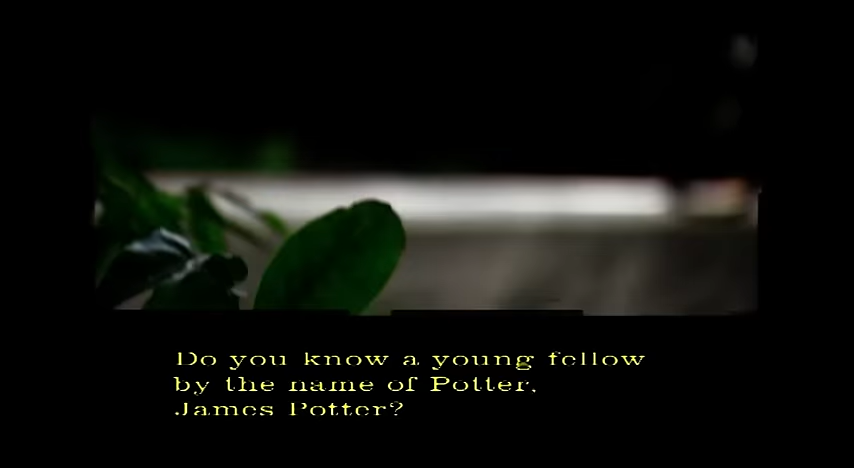 Do you know a young fellow
by the name of Potter,
James Potter?